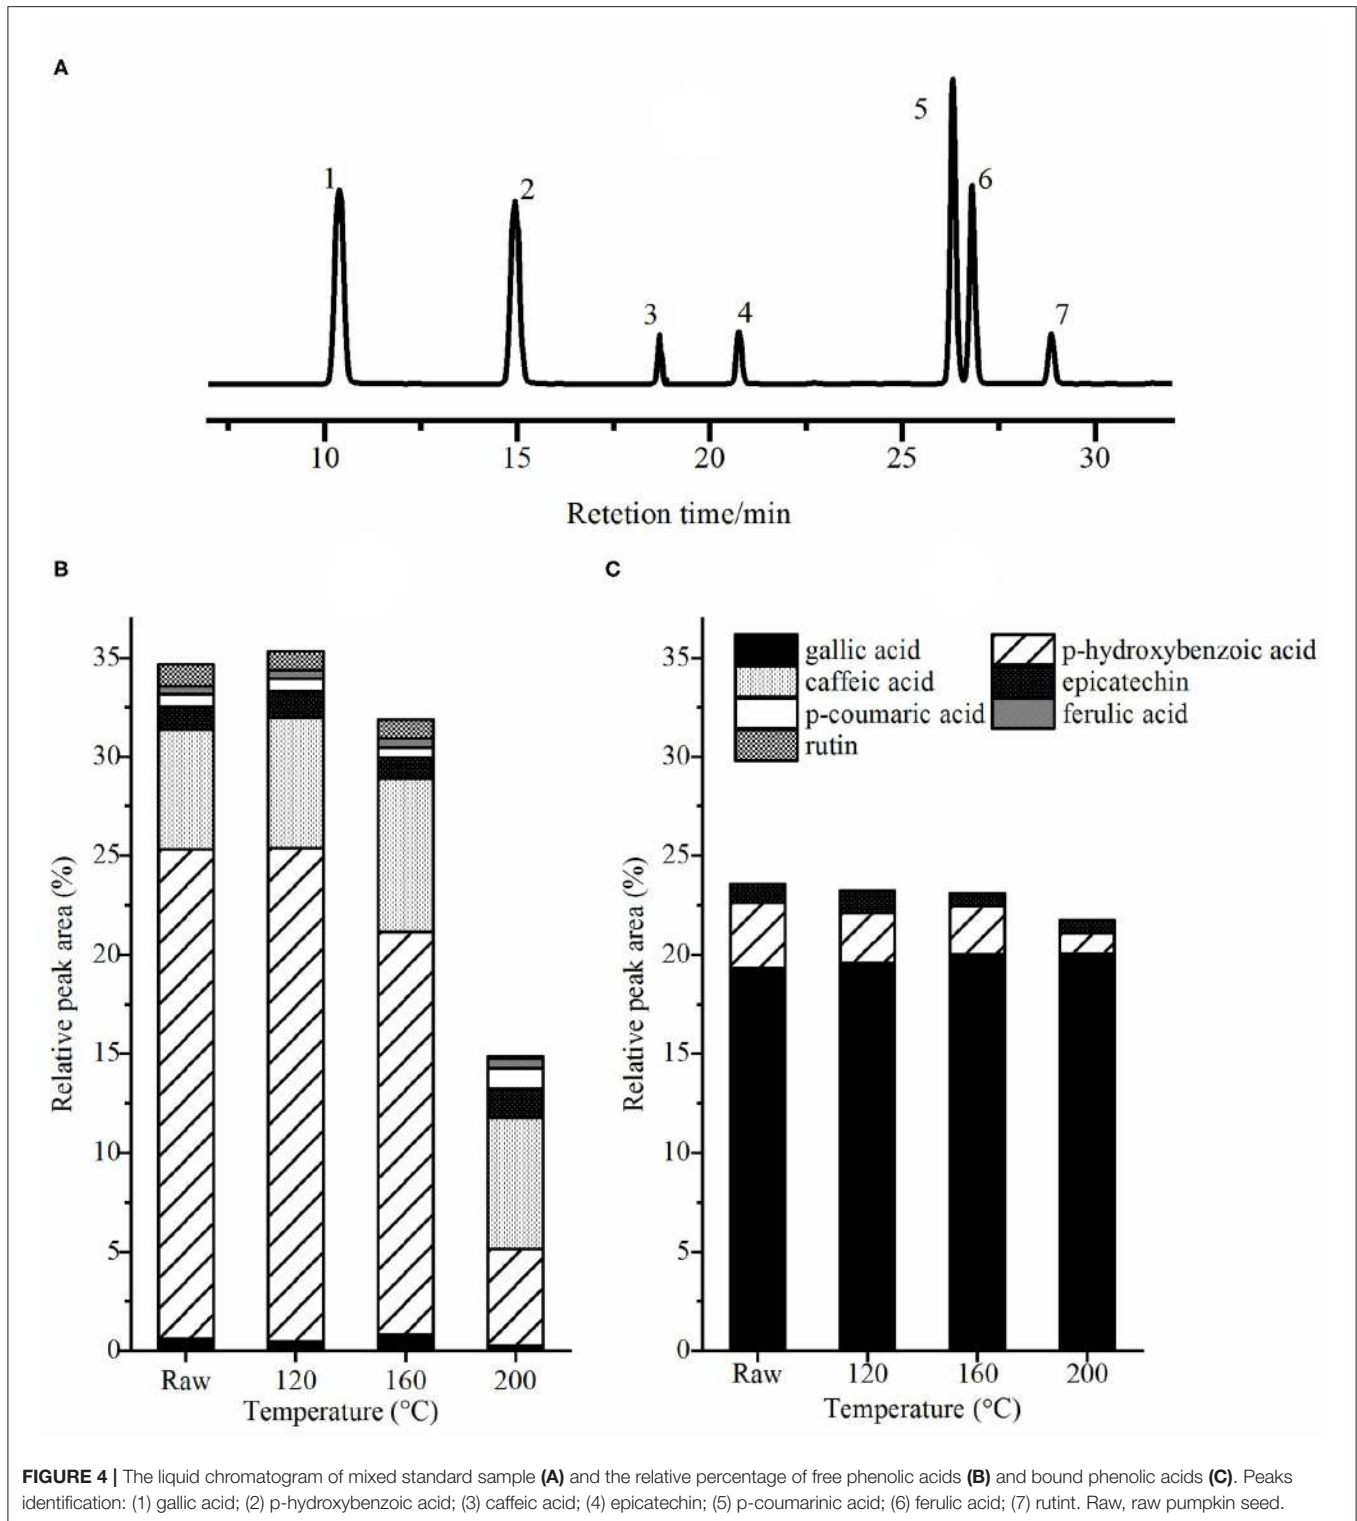 A
1
2
3
4
5
6
7
10 15 20 25 30
Retetion time/min
B
Relative peak area (%)
35
30
25
20
15
10
5
0
Raw 120 160 200
Temperature (°C)
C
Relative peak area (%)
35
30
25
20
15
10
5
0
gallic acid p-hydroxybenzoic acid
caffeic acid epicatechin
p-coumaric acid ferulic acid
rutin
Raw 120 160 200
Temperature (°C)
FIGURE 4 | The liquid chromatogram of mixed standard sample (A) and the relative percentage of free phenolic acids (B) and bound phenolic acids (C). Peaks
identification: (1) gallic acid; (2) p-hydroxybenzoic acid; (3) caffeic acid; (4) epicatechin; (5) p-coumarinic acid; (6) ferulic acid; (7) rutint. Raw, raw pumpkin seed.